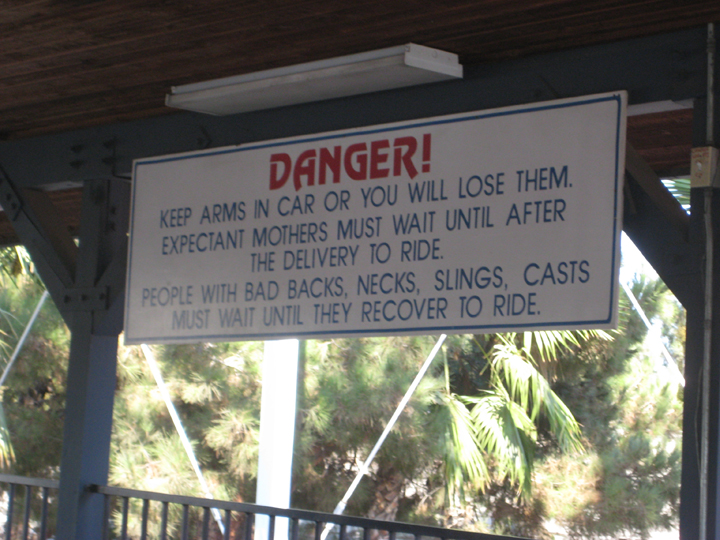 DANGER!
KEEP ARMS IN CAR OR YOU WILL LOSE THEM.
EXPECTANT MOTHERS MUST WAIT UNTIL AFTER
THE DELIVERY TO RIDE.
PEOPLE WITH BAD BACKS, NECKS, SLINGS, CASTS
MUST WAIT UNTIL THEY RECOVER TO RIDE.